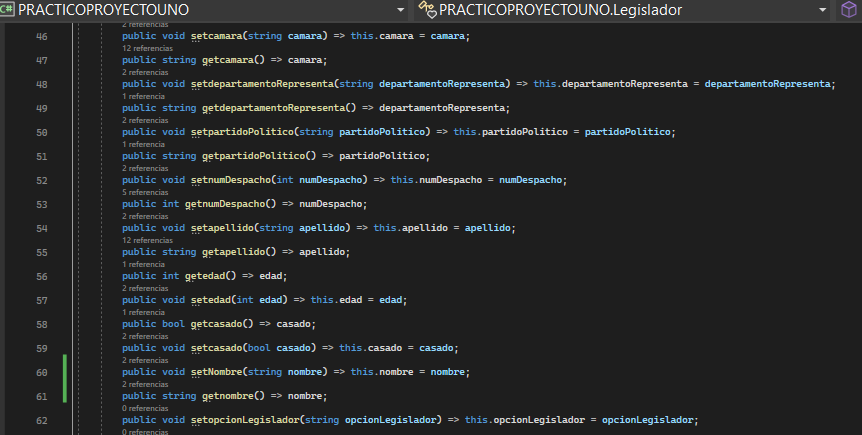 C# PRACTICOPROYECTOUNO PRACTICOPROYECTOUNO.Legislador
2 referencias
46 public void setcamara(string camara) => this.camara = camara;
12 referencias
47 public string getcamara() => camara;
2 referencias
48 public void setdepartamentoRepresenta(string departamentoRepresenta) => this.departamentoRepresenta = departamentoRepresenta;
1 referencia
49 public string getdepartamentoRepresenta() => departamentoRepresenta;
2 referencias
50 public void setpartidoPolitico(string partidoPolitico) => this.partidoPolitico = partidoPolitico;
1 referencia
51 public string getpartidoPolitico() => partidoPolitico;
2 referencias
52 public void setnumDespacho(int numDespacho) => this.numDespacho = numDespacho;
5 referencias
53 public int getnumDespacho() => numDespacho;
2 referencias
54 public void setapellido(string apellido) => this.apellido = apellido;
12 referencias
55 public string getapellido() => apellido;
1 referencia
56 public int getedad() => edad;
2 referencias
57 public void setedad(int edad) => this.edad = edad;
1 referencia
58 public bool getcasado() => casado;
2 referencias
59 public void setcasado(bool casado) => this.casado = casado;
2 referencias
60 public void setNombre(string nombre) => this.nombre = nombre;
2 referencias
61 public string getnombre() => nombre;
0 referencias
62 public void setopcionLegislador(string opcionLegislador) => this.opcionLegislador = opcionLegislador;
0 referencias